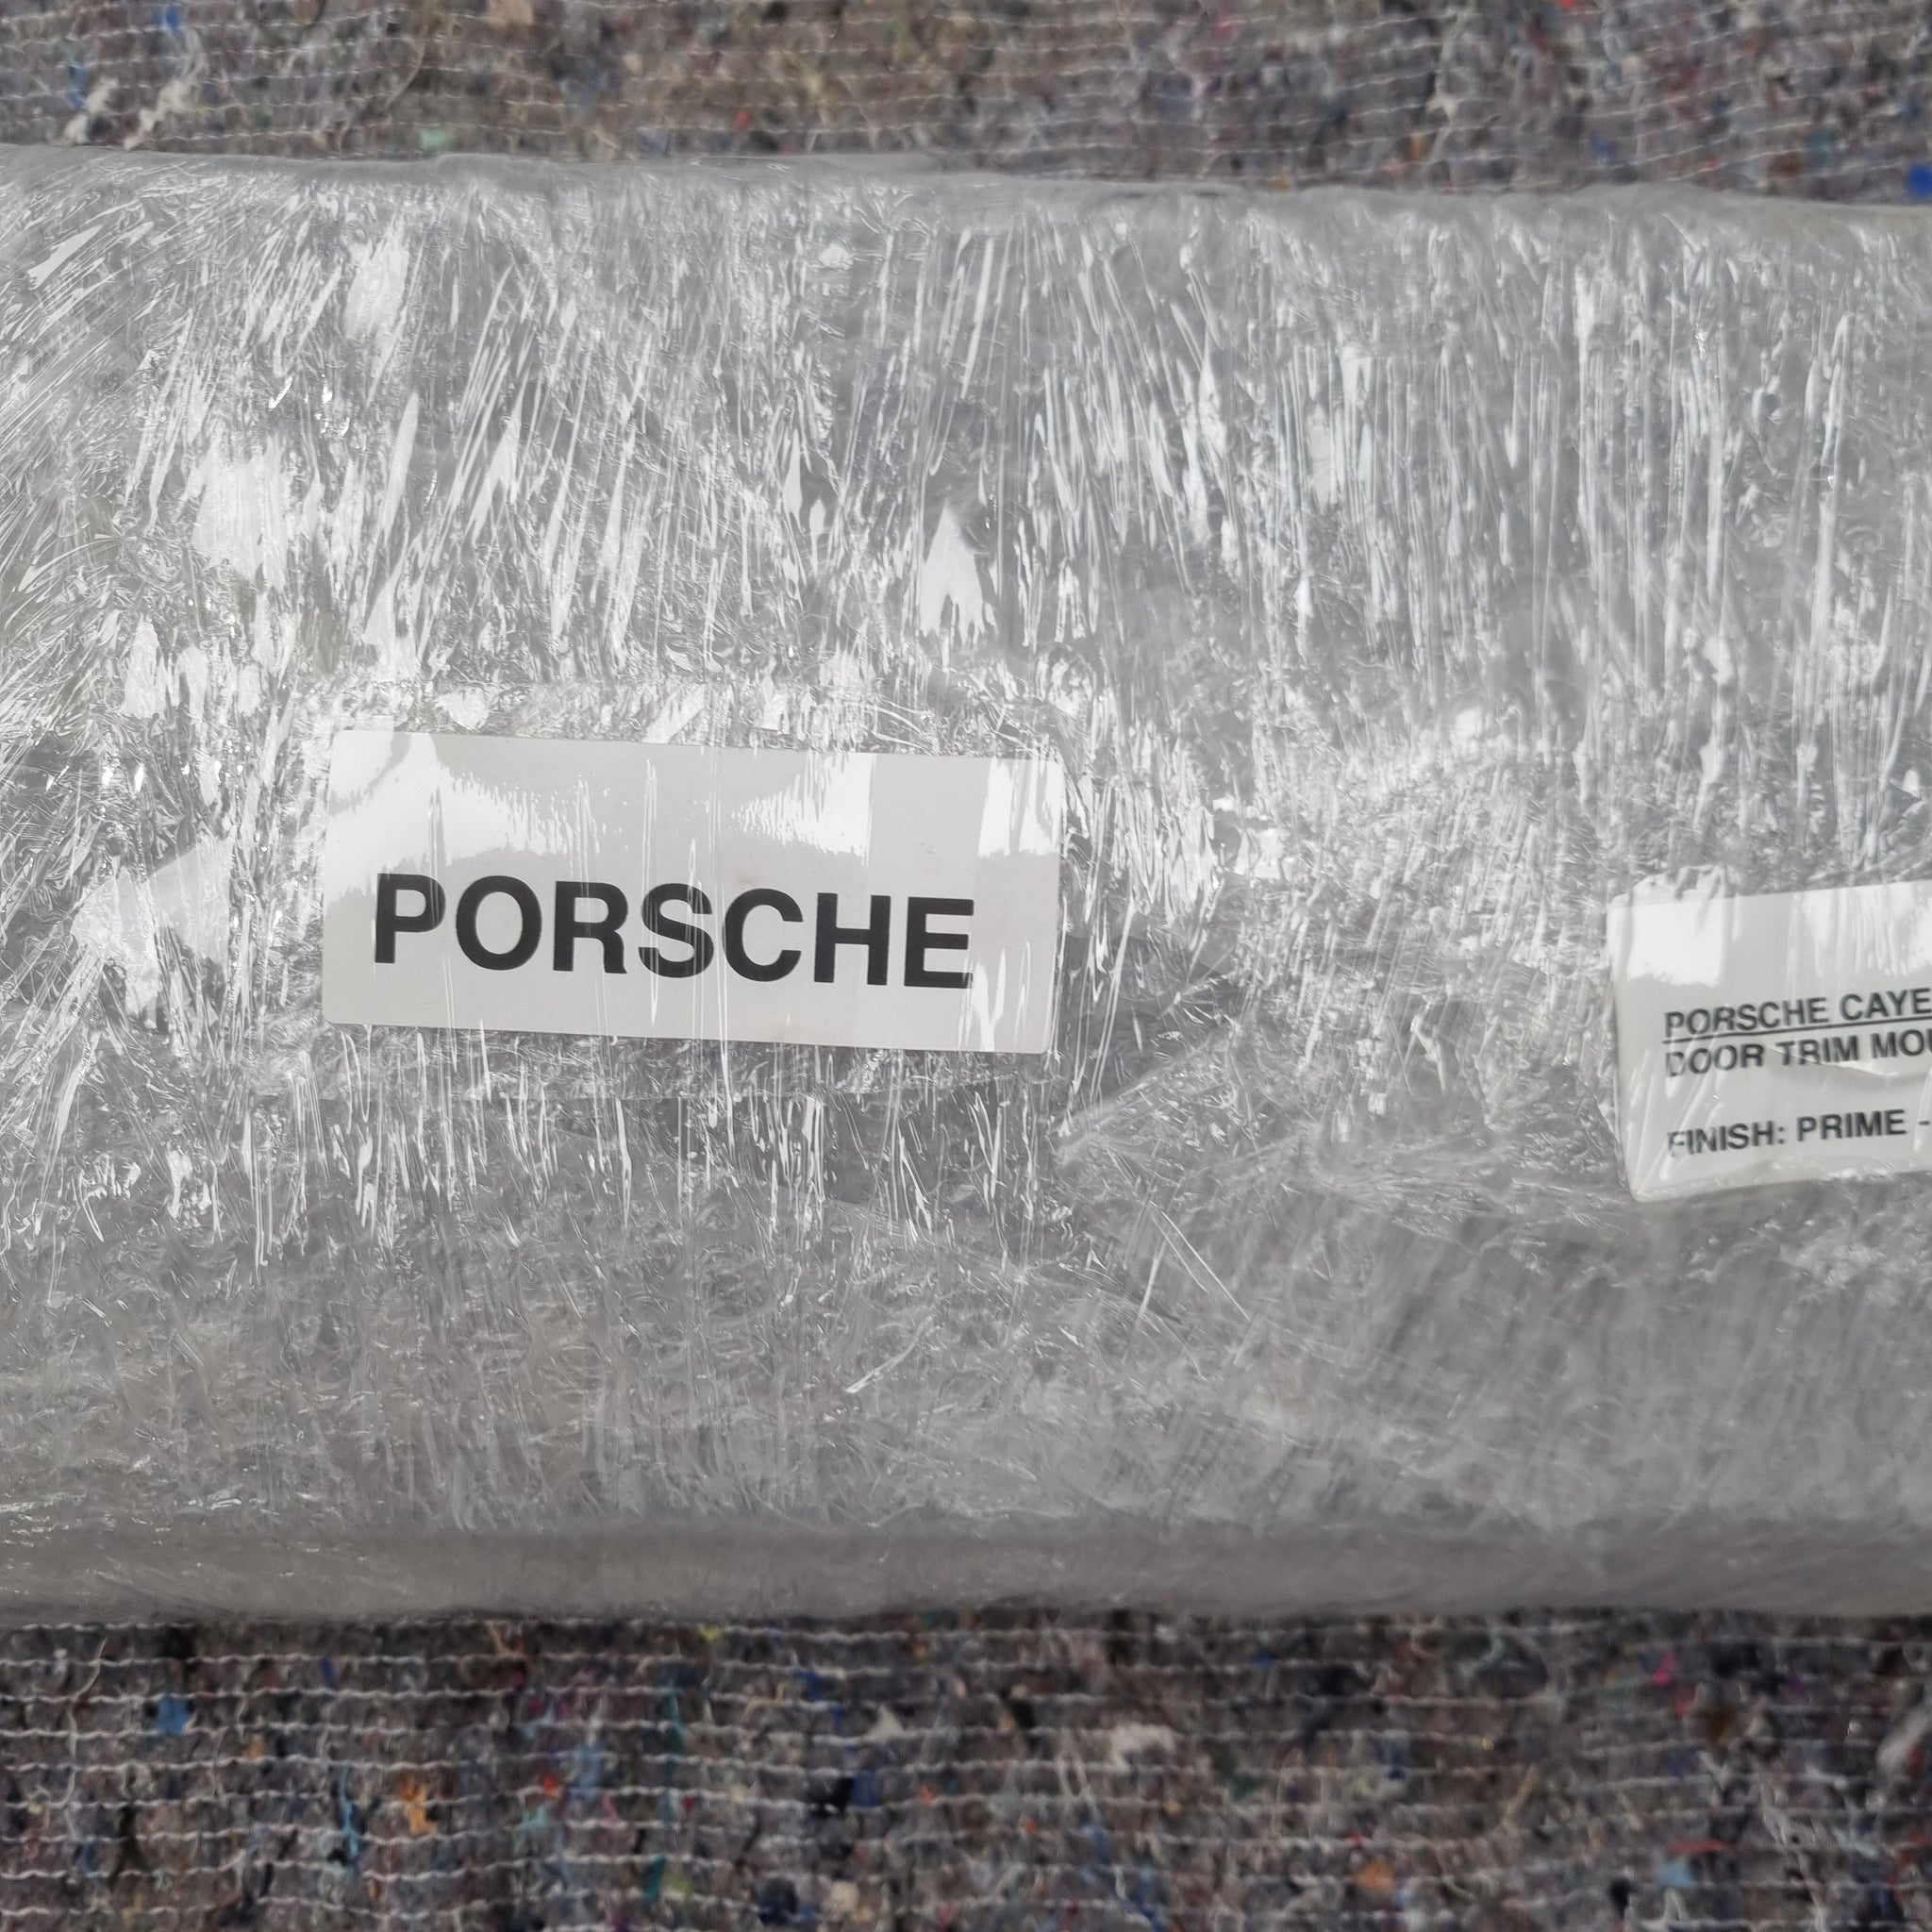 PORSCHE
PORSCHE CAYE
DOOR TRIM MOU
FINISH: PRIME -